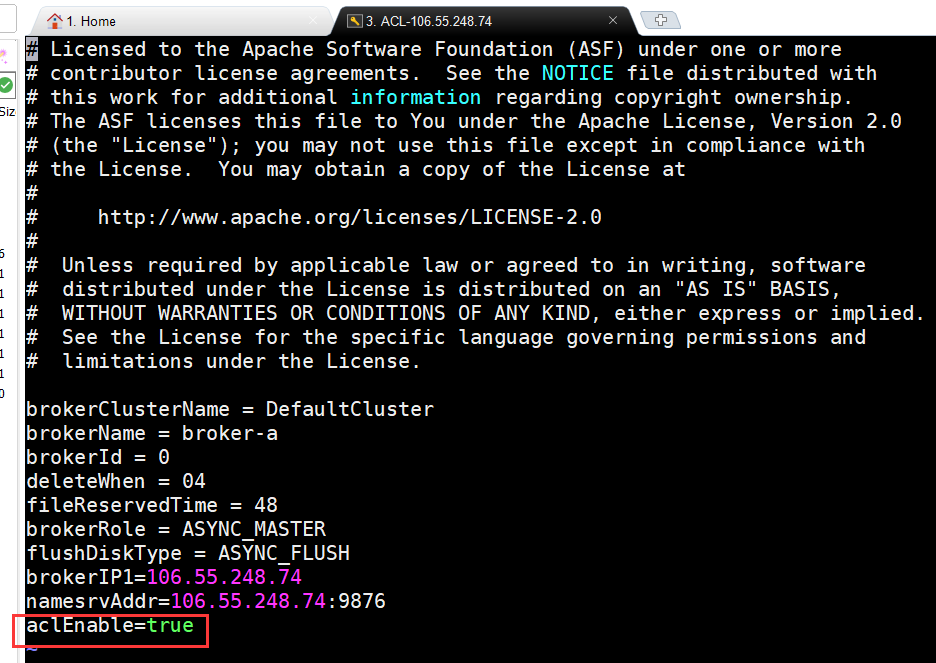 1. Home
3. ACL-106.55.248.74
Siz
# Licensed to the Apache Software Foundation (ASF) under one or more
# contributor license agreements.  See the NOTICE file distributed with
# this work for additional information regarding copyright ownership.
# The ASF licenses this file to You under the Apache License, Version 2.0
# (the "License"); you may not use this file except in compliance with
# the License.  You may obtain a copy of the License at
#
#     http://www.apache.org/licenses/LICENSE-2.0
#
#  Unless required by applicable law or agreed to in writing, software
#  distributed under the License is distributed on an "AS IS" BASIS,
#  WITHOUT WARRANTIES OR CONDITIONS OF ANY KIND, either express or implied.
#  See the License for the specific language governing permissions and
#  limitations under the License.
brokerClusterName = DefaultCluster
brokerName = broker-a
brokerId = 0
deleteWhen = 04
fileReservedTime = 48
brokerRole = ASYNC_MASTER
flushDiskType = ASYNC_FLUSH
brokerIP1=106.55.248.74
namesrvAddr=106.55.248.74:9876
aclEnable=true
~